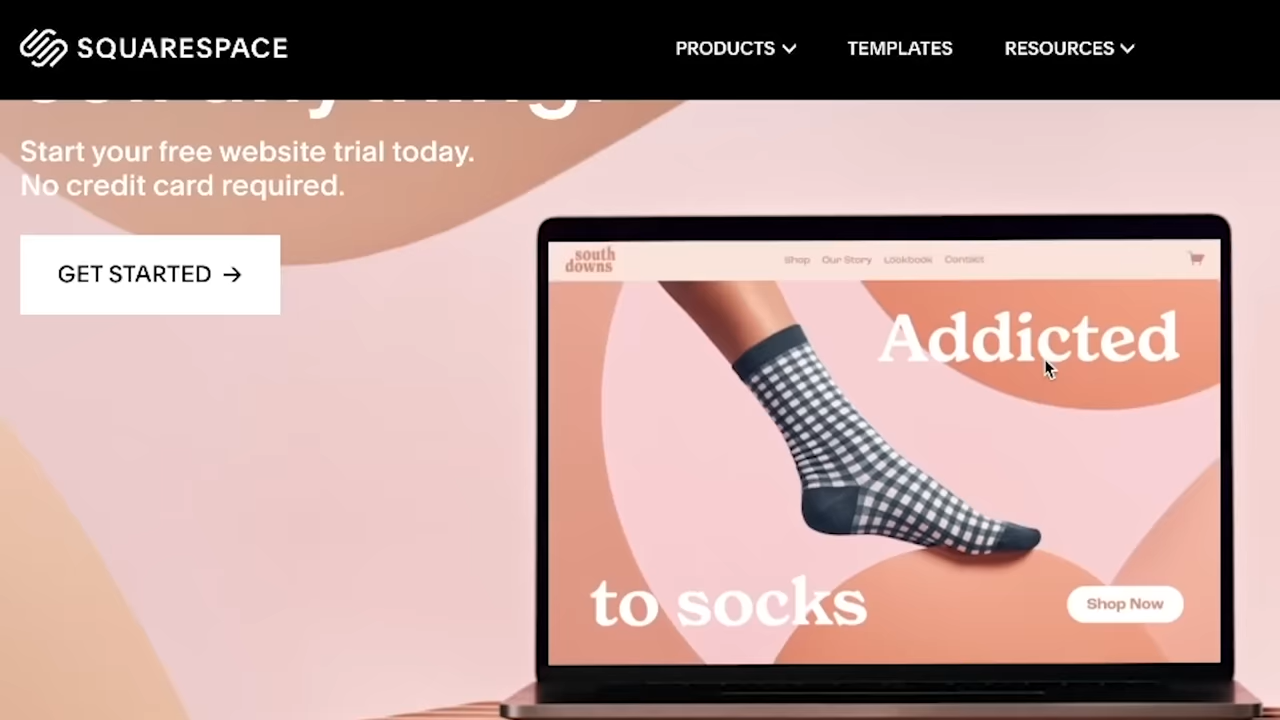 SQUARESPACE
PRODUCTS
TEMPLATES
RESOURCES
Start your free website trial today.
No credit card required.
GET STARTED →
south
downs
Shop
Our Story
Lookbook
Contact
Addicted
to socks
Shop Now